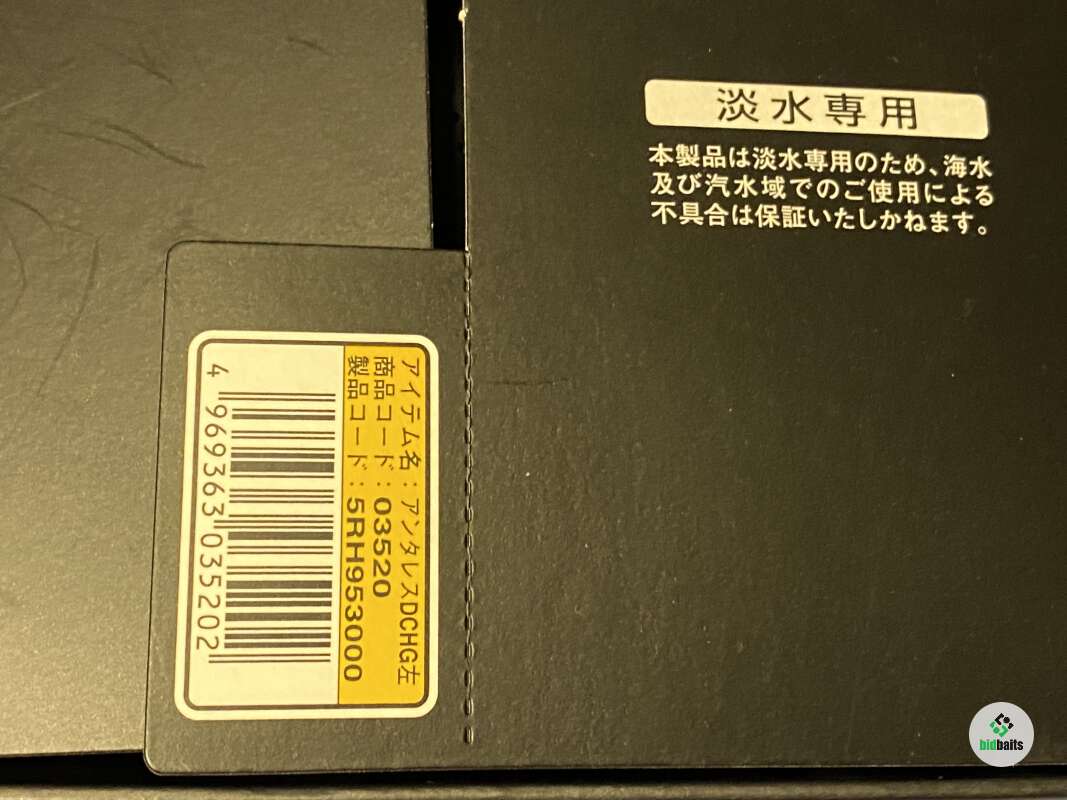 淡水専用
本製品は淡水専用のため、海水
及び汽水域でのご使用による
不具合は保証いたしかねます。
アイテム名：アンタレスDCHG左
商品コード：03520
製品コード：5RH953000
4 969363 035202
bidbaits